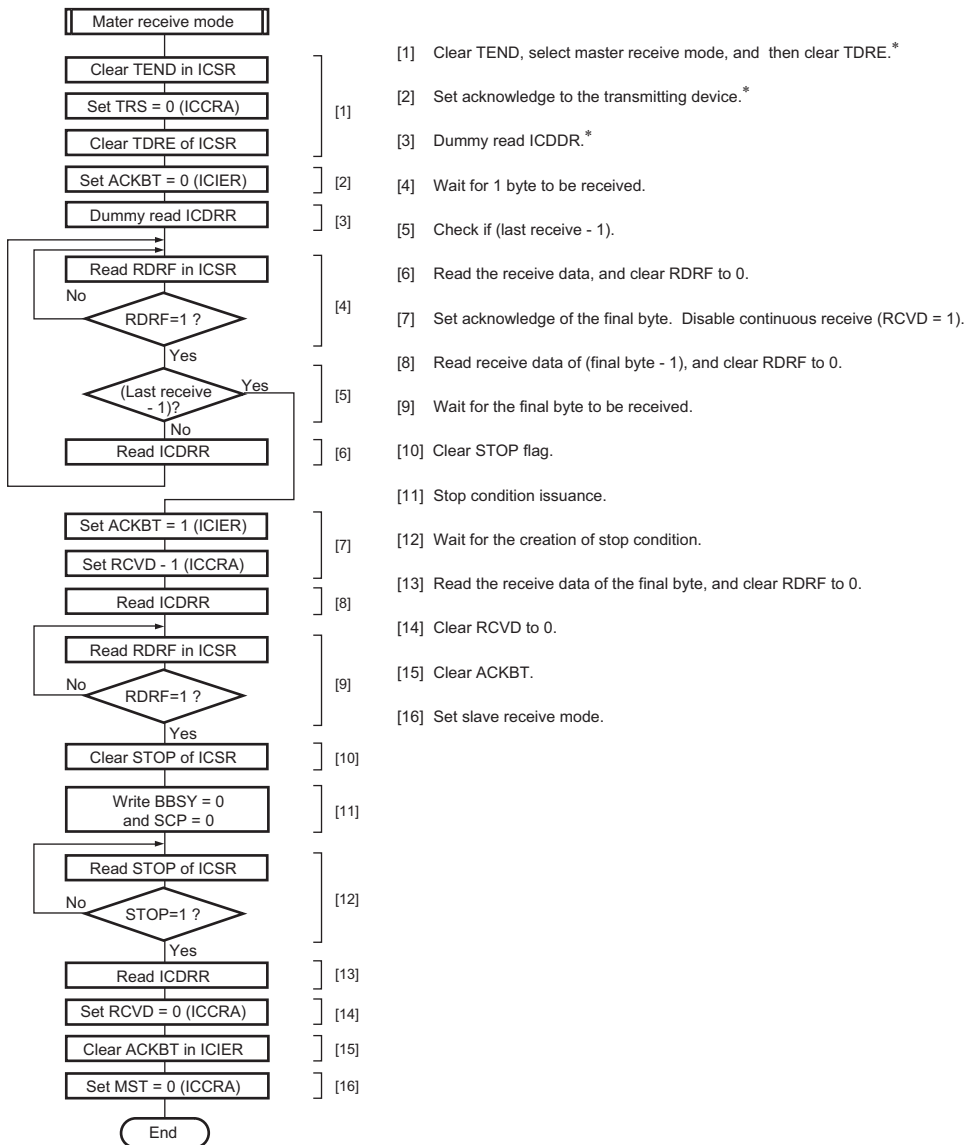 Mater receive mode
Clear TEND in ICSR
Set TRS = 0 (ICCRA)
Clear TDRE of ICSR
[1]
Set ACKBT = 0 (ICIER)
[2]
Dummy read ICDRR
[3]
Read RDRF in ICSR
No
RDRF=1 ?
[4]
Yes
(Last receive
- 1)?
Yes
[5]
No
Read ICDRR
[6]
Set ACKBT = 1 (ICIER)
Set RCVD - 1 (ICCRA)
[7]
Read ICDRR
[8]
Read RDRF in ICSR
No
RDRF=1 ?
[9]
Yes
Clear STOP of ICSR
[10]
Write BBSY = 0
and SCP = 0
[11]
Read STOP of ICSR
No
STOP=1 ?
[12]
Yes
Read ICDRR
[13]
Set RCVD = 0 (ICCRA)
[14]
Clear ACKBT in ICIER
[15]
Set MST = 0 (ICCRA)
[16]
End
[1] Clear TEND, select master receive mode, and then clear TDRE.*
[2] Set acknowledge to the transmitting device.*
[3] Dummy read ICDDR.*
[4] Wait for 1 byte to be received.
[5] Check if (last receive - 1).
[6] Read the receive data, and clear RDRF to 0.
[7] Set acknowledge of the final byte. Disable continuous receive (RCVD = 1).
[8] Read receive data of (final byte - 1), and clear RDRF to 0.
[9] Wait for the final byte to be received.
[10] Clear STOP flag.
[11] Stop condition issuance.
[12] Wait for the creation of stop condition.
[13] Read the receive data of the final byte, and clear RDRF to 0.
[14] Clear RCVD to 0.
[15] Clear ACKBT.
[16] Set slave receive mode.